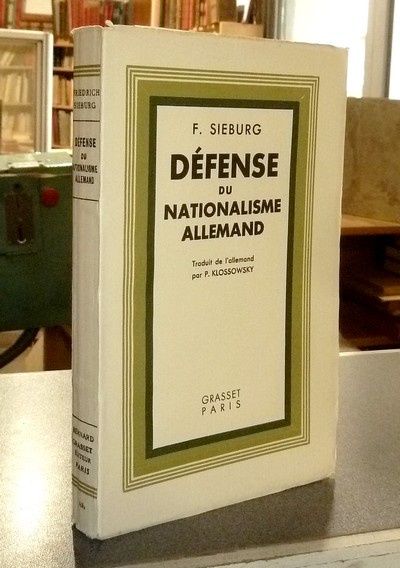 FRIEDRICH
SIEBURG
DÉFENSE
DU
NATIONALISME
ALLEMAND
BERNARD
GRASSET
ÉDITEUR
PARIS
F. SIEBURG
DÉFENSE
DU
NATIONALISME
ALLEMAND
Traduit de l'allemand
par P. KLOSSOWSKY
GRASSET
PARIS